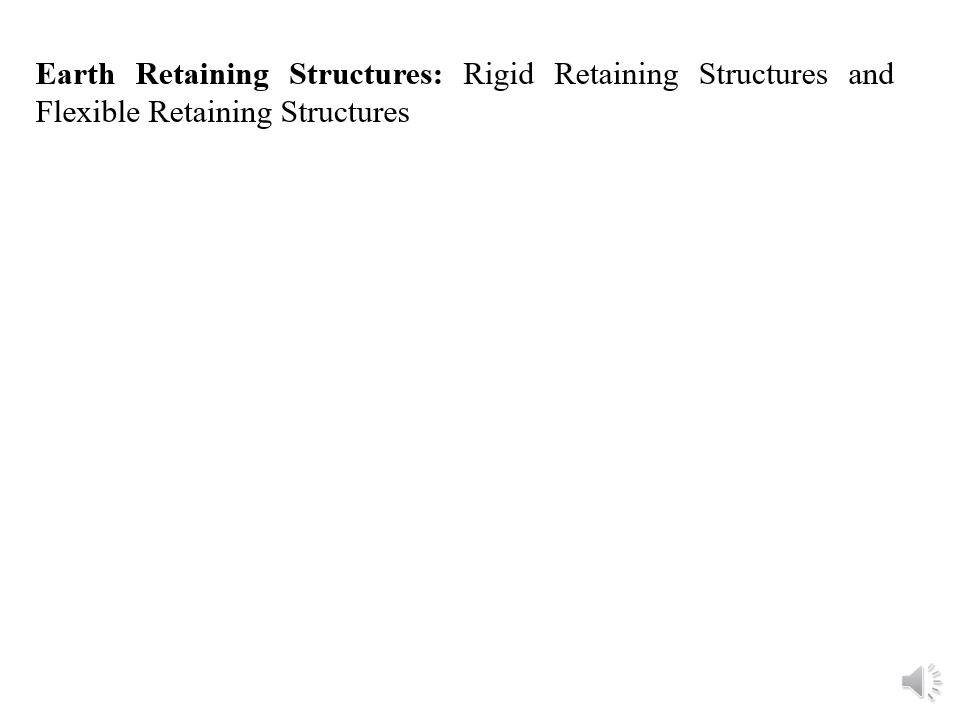 Earth Retaining Structures: Rigid Retaining Structures and
Flexible Retaining Structures